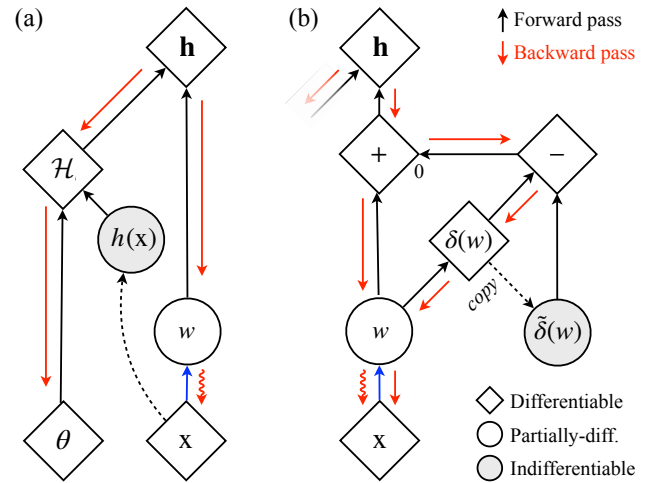 (a)
h
ℋ
h(x)
w
θ
x
(b)
Forward pass
Backward pass
h
+
0
−
δ(w)
copy
w
δ̃(w)
x
Differentiable
Partially-diff.
Indifferentiable